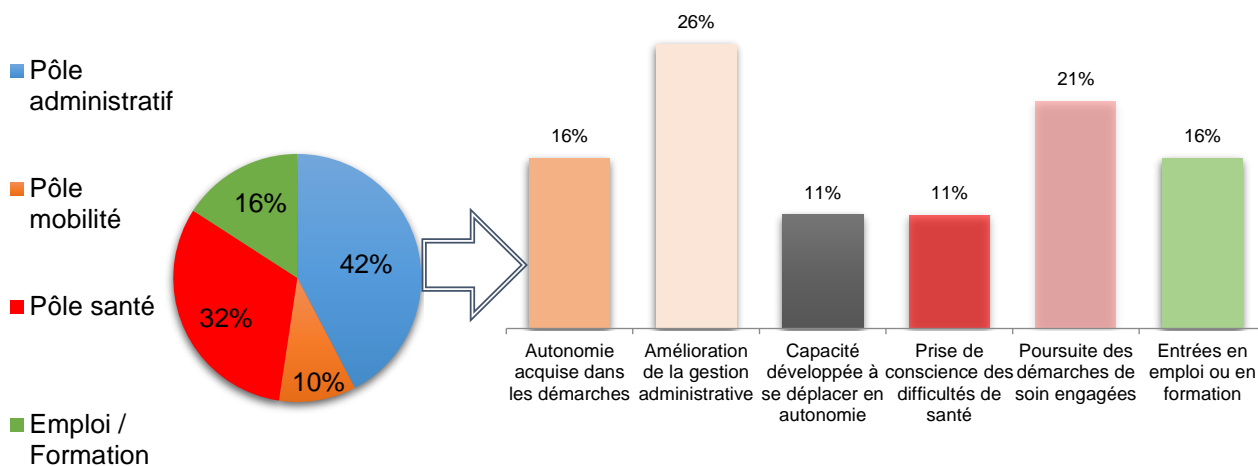 Pôle
administratif
Pôle
mobilité
Pôle santé
Emploi /
Formation
42%
10%
32%
16%
16%
26%
11%
11%
21%
16%
Autonomie
acquise dans
les démarches
Amélioration
de la gestion
administrative
Capacité
développée à
se déplacer en
autonomie
Prise de
conscience des
difficultés de
santé
Poursuite des
démarches de
soin engagées
Entrées en
emploi ou en
formation